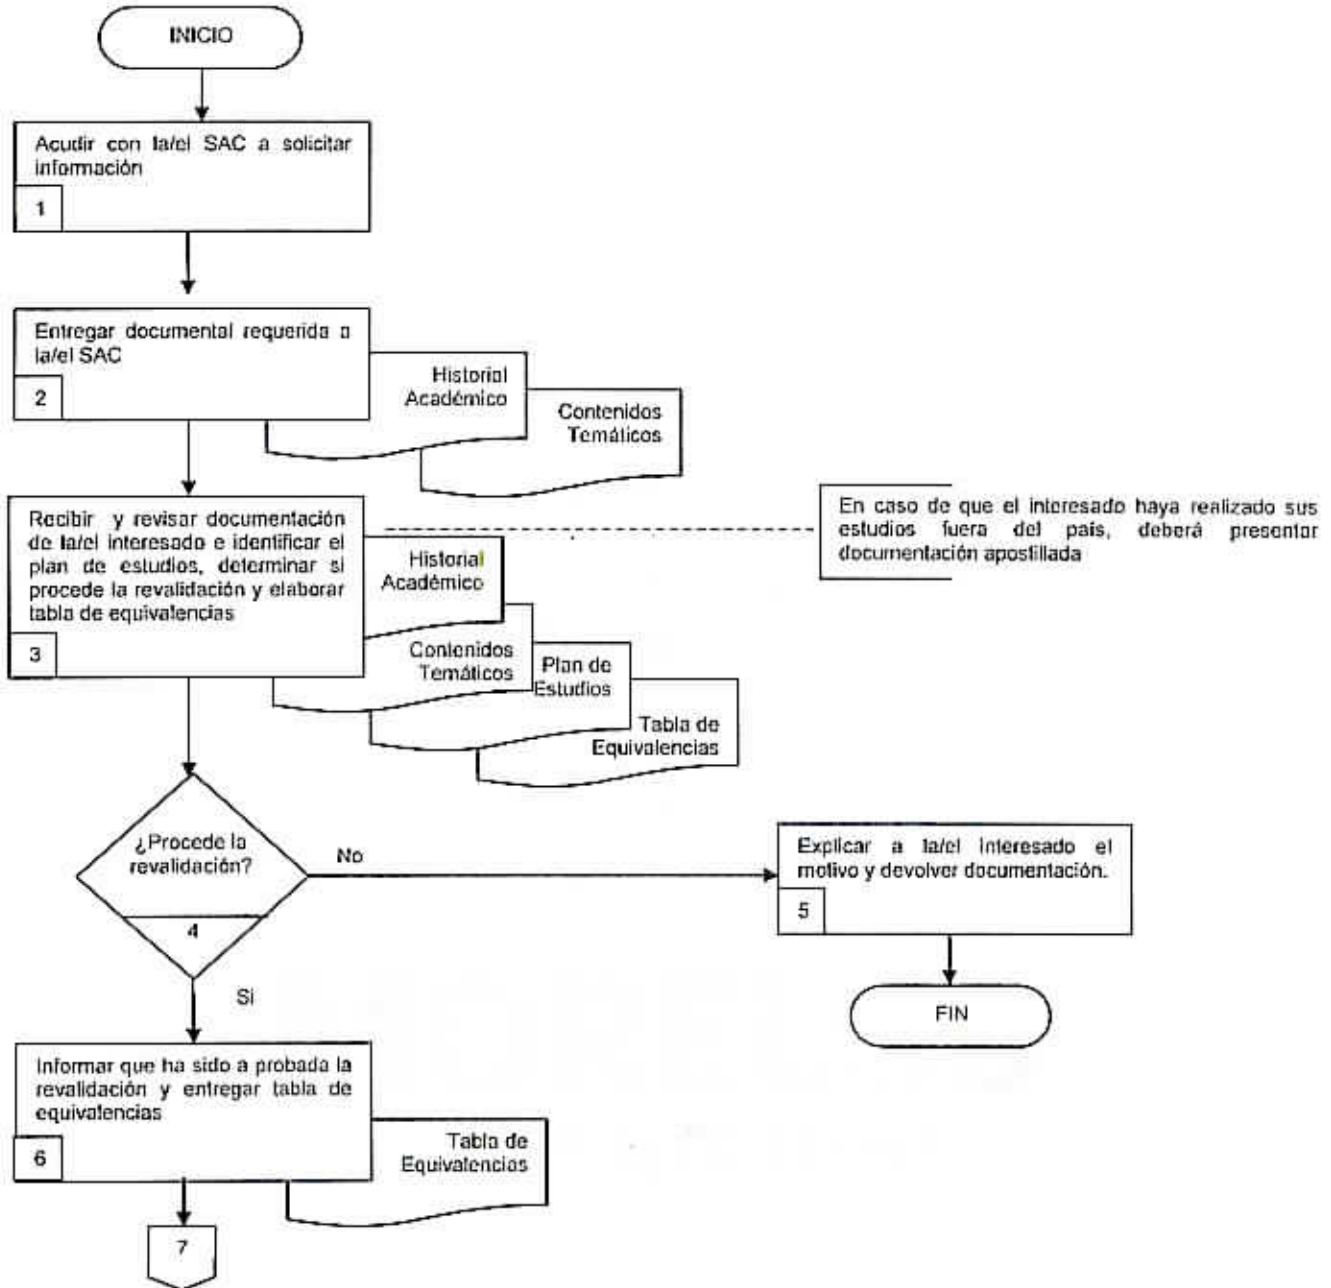 INICIO
Acudir con la/el SAC a solicitar
información
1
Entregar documental requerida a
la/el SAC
2
Historial
Académico
Contenidos
Temáticos
Recibir y revisar documentación
de la/el interesado e identificar el
plan de estudios, determinar si
procede la revalidación y elaborar
tabla de equivalencias
3
Historial
Académico
Contenidos
Temáticos
Plan de
Estudios
Tabla de
Equivalencias
En caso de que el interesado haya realizado sus
estudios fuera del país, deberá presentar
documentación apostillada
¿Procede la
revalidación?
4
No
Explicar a la/el interesado el
motivo y devolver documentación.
5
FIN
Si
Informar que ha sido a probada la
revalidación y entregar tabla de
equivalencias
6
Tabla de
Equivalencias
7